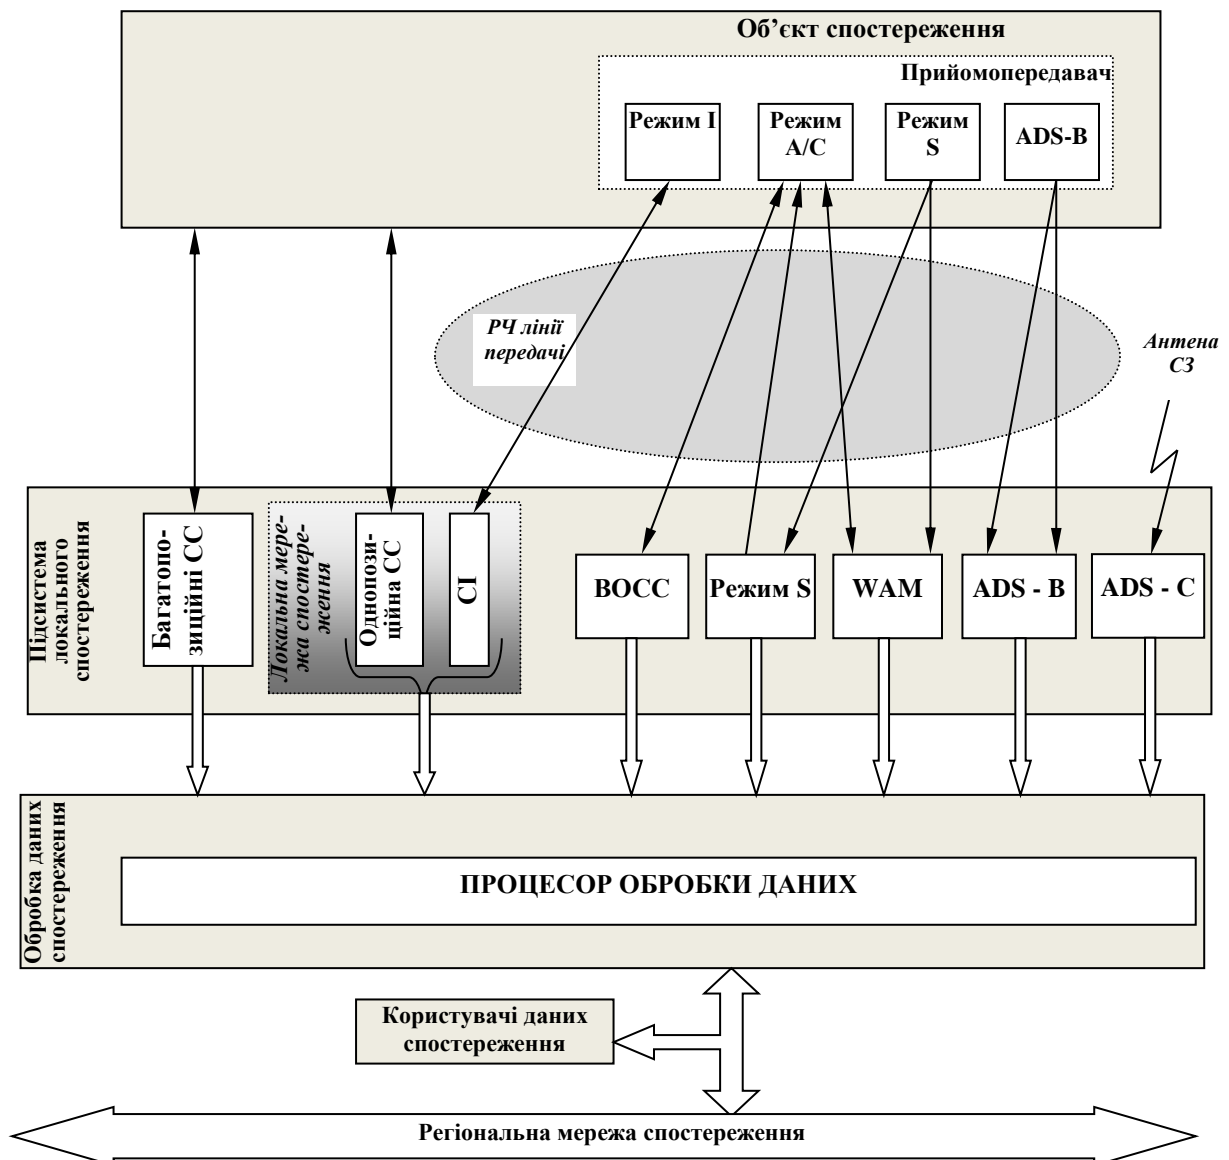 Об’єкт спостереження
Прийомопередавач
Режим I
Режим
A/C
Режим
S
ADS-B
РЧ лінії
передачі
Антена
СЗ
Підсистема
локального
спостереження
Багатопо-
зиційні СС
Локальна мере-
жа спостере-
ження
Однопози-
ційна СС
СІ
ВОСС
Режим S
WAM
ADS - B
ADS - C
Обробка даних
спостереження
ПРОЦЕСОР ОБРОБКИ ДАНИХ
Користувачі даних
спостереження
Регіональна мережа спостереження